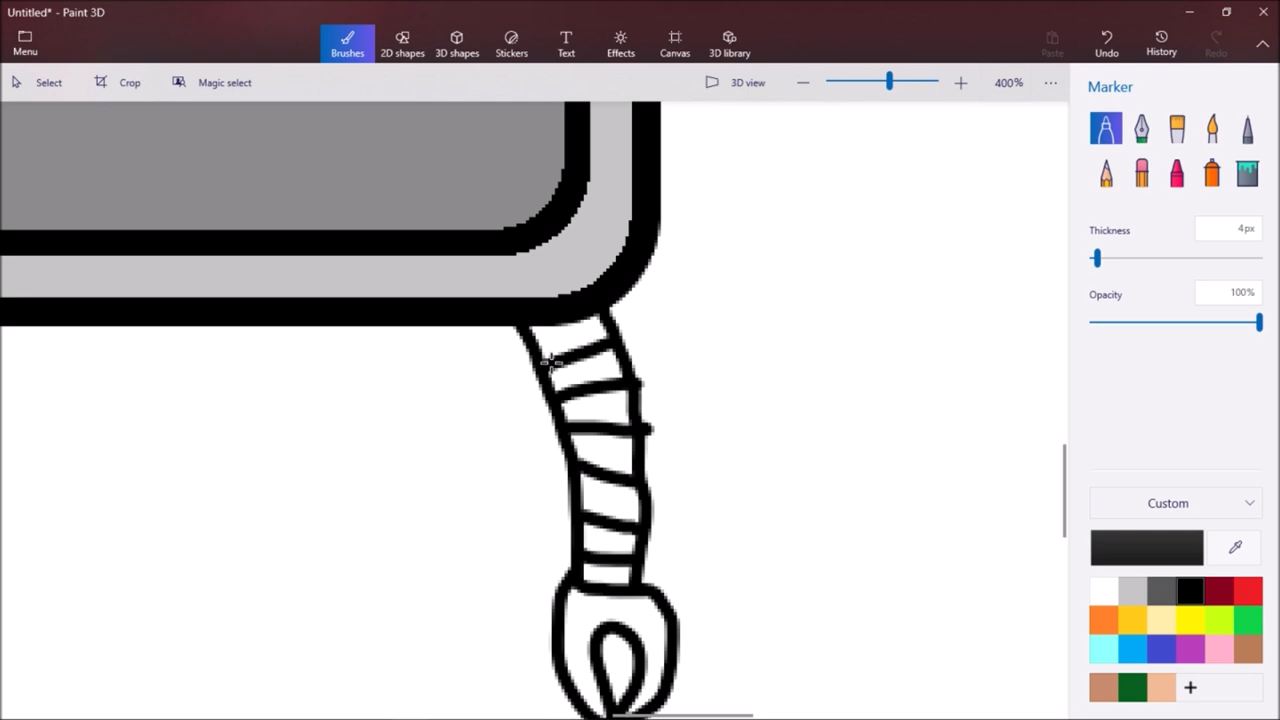 Untitled* - Paint 3D
Menu
Brushes
2D shapes
3D shapes
Stickers
Text
Effects
Canvas
3D library
Paste
Undo
History
Redo
Select
Crop
Magic select
3D view
400%
Marker
Thickness
4px
Opacity
100%
Custom